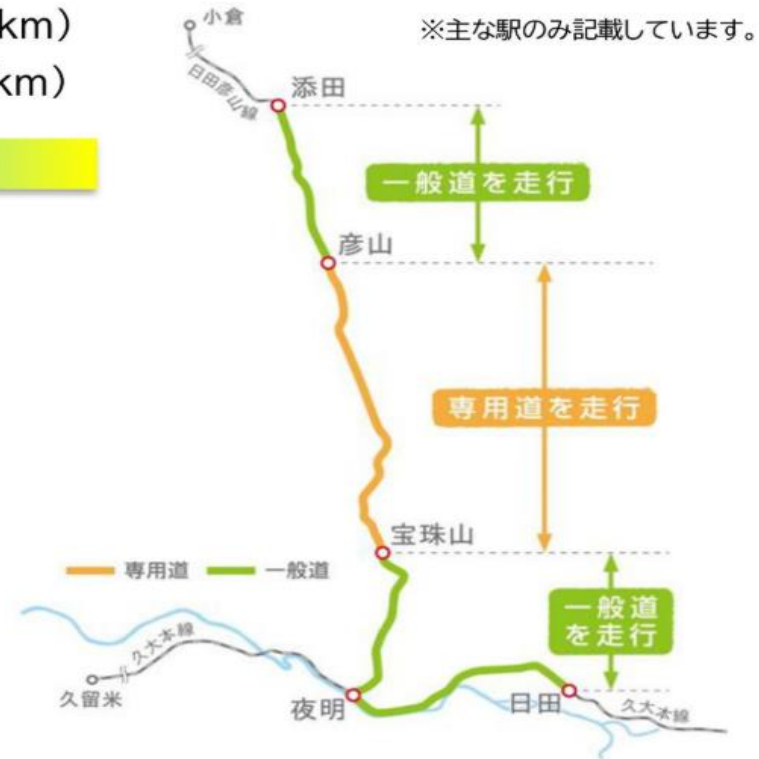 km)
※主な駅のみ記載しています。
km)
小倉
日田彦山線
添田
一般道を走行
彦山
専用道を走行
宝珠山
専用道
一般道
一般道
を走行
久大本線
久留米
夜明
日田
久大本線